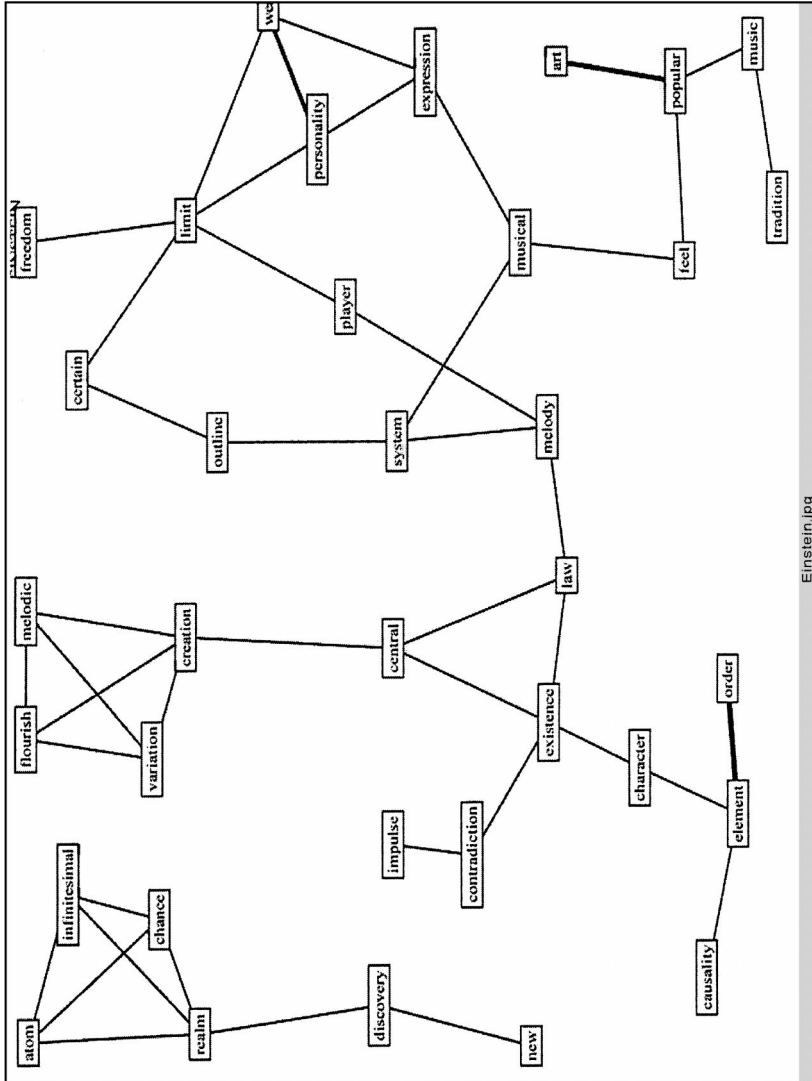 EINSTEIN
atom
flourish
melodic
freedom
infinitesimal
certain
variation
chance
creation
limit
realm
outline
personality
player
discovery
impulse
central
system
expression
contradiction
musical
new
existence
melody
art
law
character
popular
feel
causality
order
element
music
tradition
Einstein.jpg